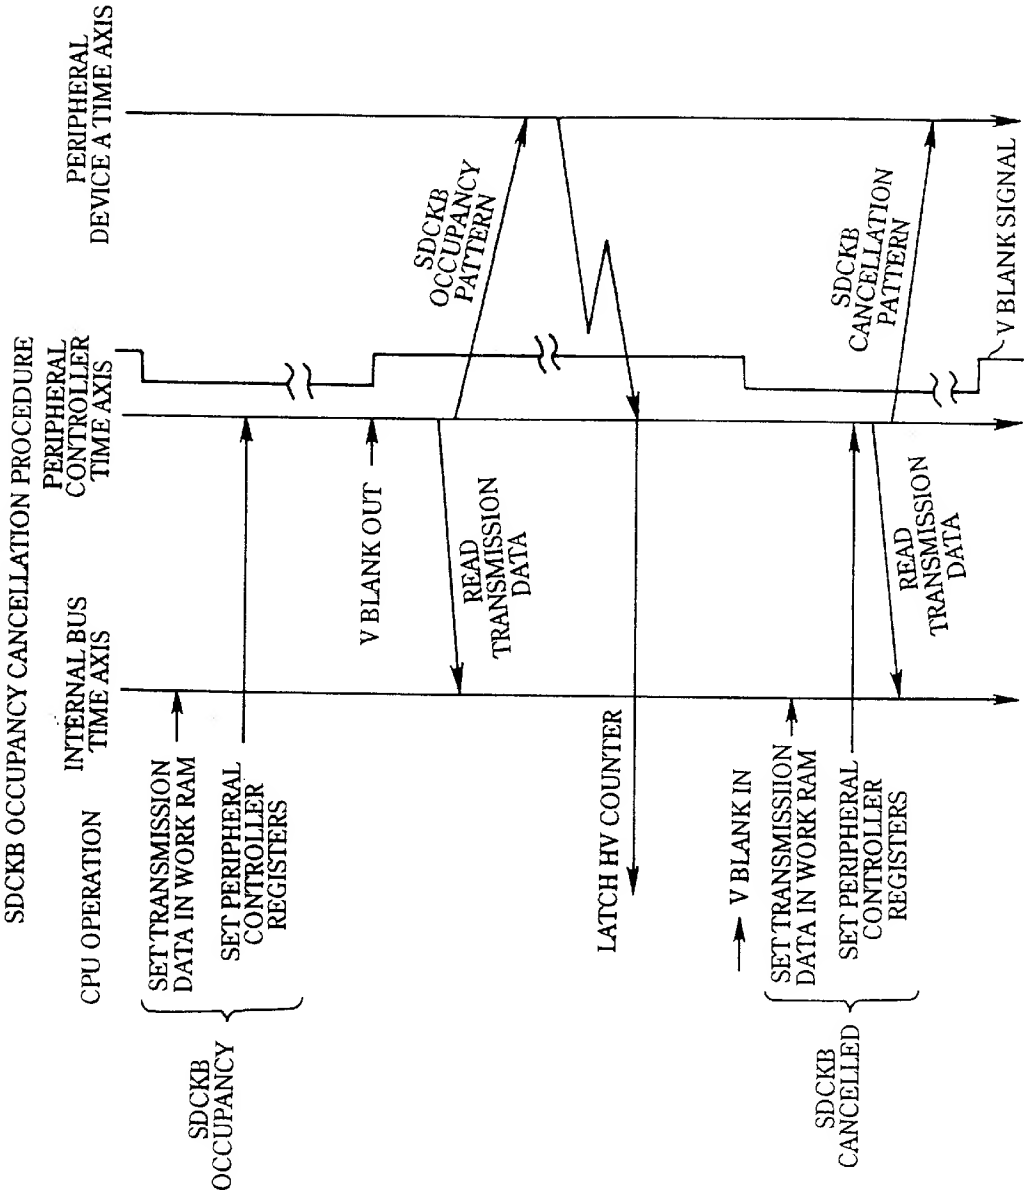 SDCKB OCCUPANCY CANCELLATION PROCEDURE
CPU OPERATION
INTERNAL BUS
TIME AXIS
PERIPHERAL
CONTROLLER
TIME AXIS
PERIPHERAL
DEVICE A TIME AXIS
SDCKB
OCCUPANCY
SET TRANSMISSION
DATA IN WORK RAM
SET PERIPHERAL
CONTROLLER
REGISTERS
V BLANK OUT
READ
TRANSMISSION
DATA
SDCKB
OCCUPANCY
PATTERN
LATCH HV COUNTER
V BLANK IN
SDCKB
CANCELLED
SET TRANSMISSIION
DATA IN WORK RAM
SET PERIPHERAL
CONTROLLER
REGISTERS
READ
TRANSMISSION
DATA
SDCKB
CANCELLATION
PATTERN
V BLANK SIGNAL